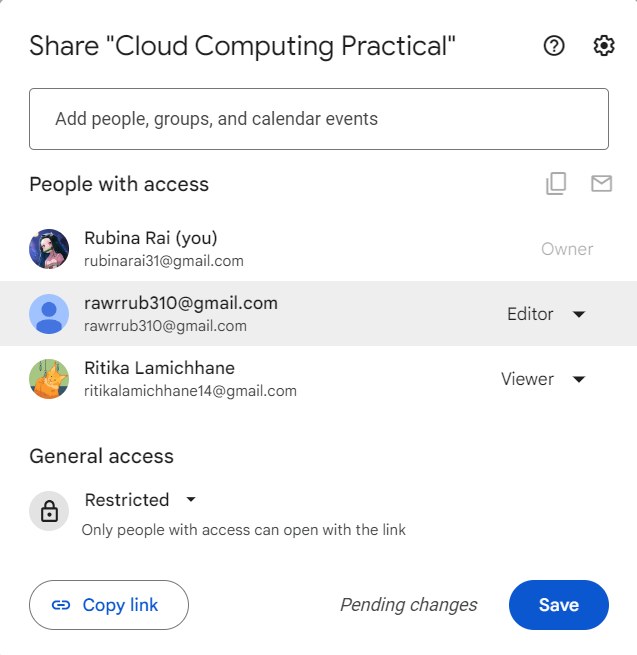 Share "Cloud Computing Practical"
Add people, groups, and calendar events
People with access
Rubina Rai (you)
rubinarai31@gmail.com
Owner
rawrrub310@gmail.com
rawrrub310@gmail.com
Editor
Ritika Lamichhane
ritikalamichhane14@gmail.com
Viewer
General access
Restricted
Only people with access can open with the link
Copy link
Pending changes
Save